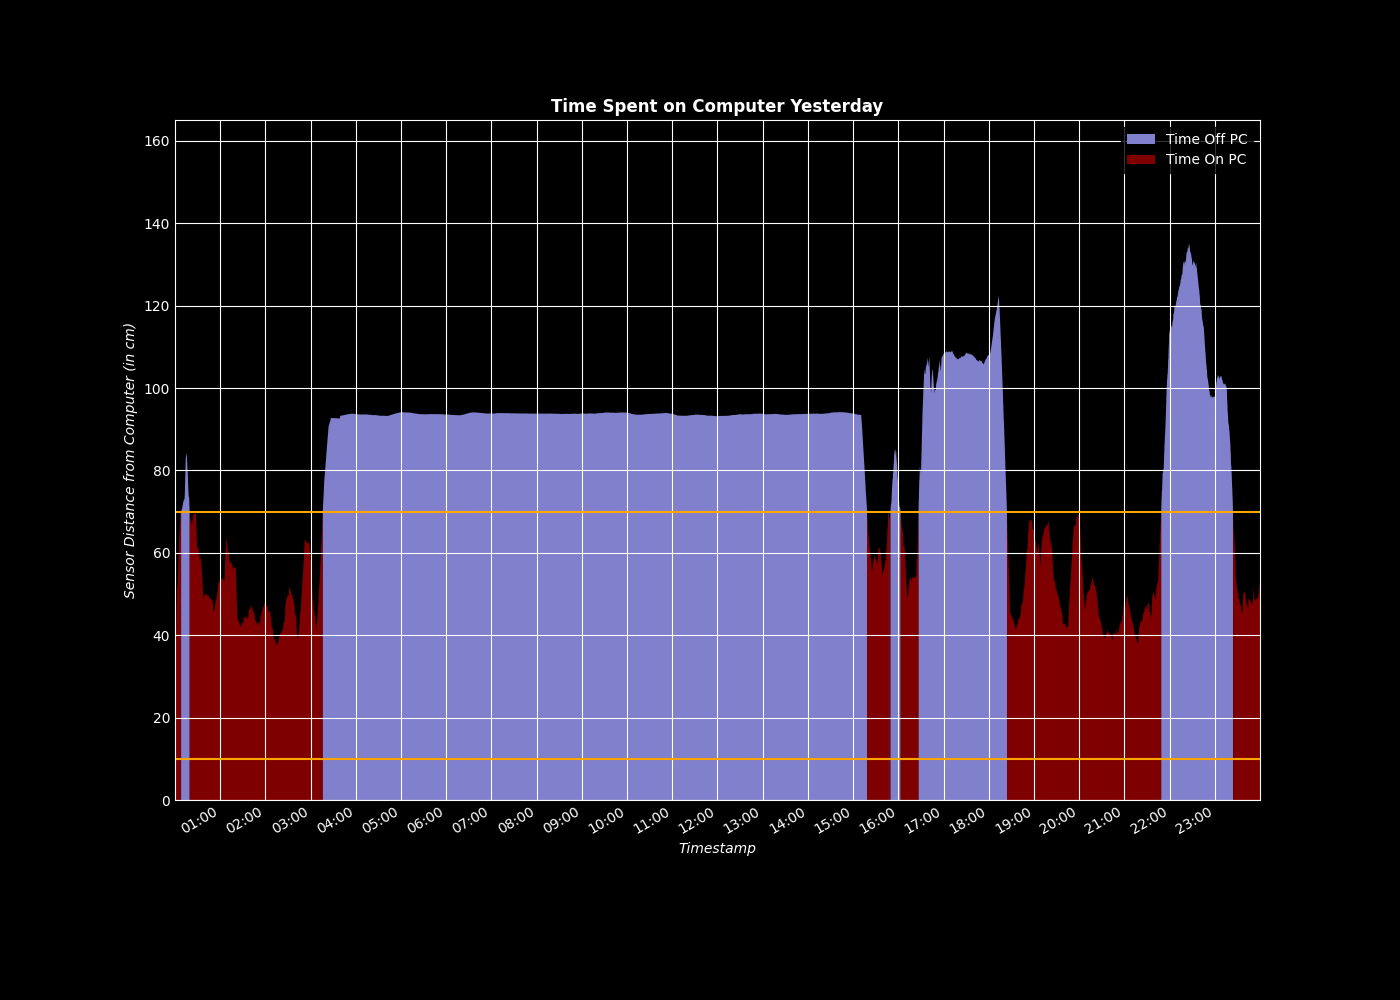 Time Spent on Computer Yesterday
Time Off PC
Time On PC
Sensor Distance from Computer (in cm)
160
140
120
100
80
60
40
20
0
01:00 02:00 03:00 04:00 05:00 06:00 07:00 08:00 09:00 10:00 11:00 12:00 13:00 14:00 15:00 16:00 17:00 18:00 19:00 20:00 21:00 22:00 23:00
Timestamp